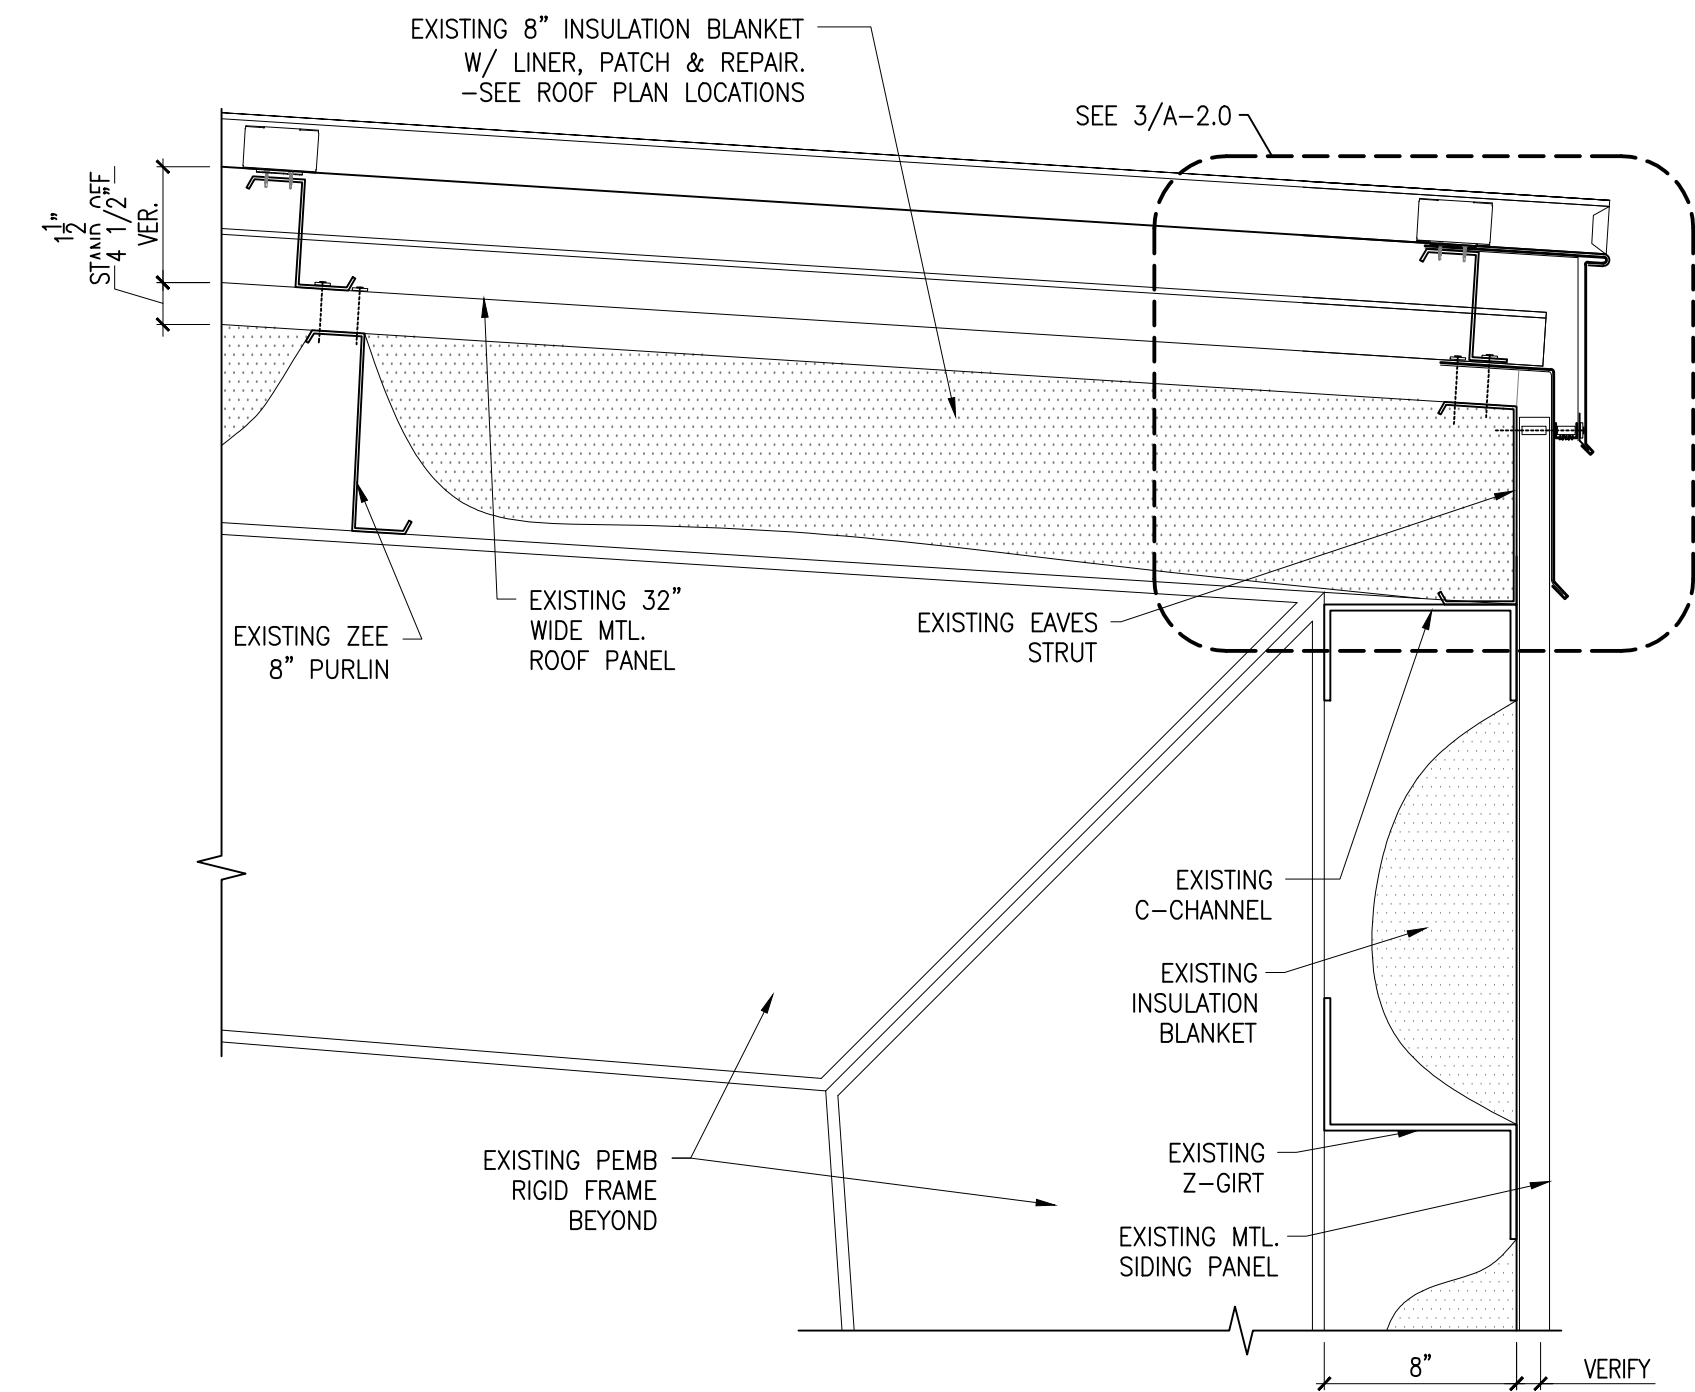 EXISTING 8” INSULATION BLANKET
W/ LINER, PATCH & REPAIR.
-SEE ROOF PLAN LOCATIONS
SEE 3/A-2.0
1 1”
2
STAND OFF
4 1/2”
VER.
EXISTING ZEE
8” PURLIN
EXISTING 32”
WIDE MTL.
ROOF PANEL
EXISTING EAVES
STRUT
EXISTING
C-CHANNEL
EXISTING
INSULATION
BLANKET
EXISTING PEMB
RIGID FRAME
BEYOND
EXISTING
Z-GIRT
EXISTING MTL.
SIDING PANEL
8”
VERIFY